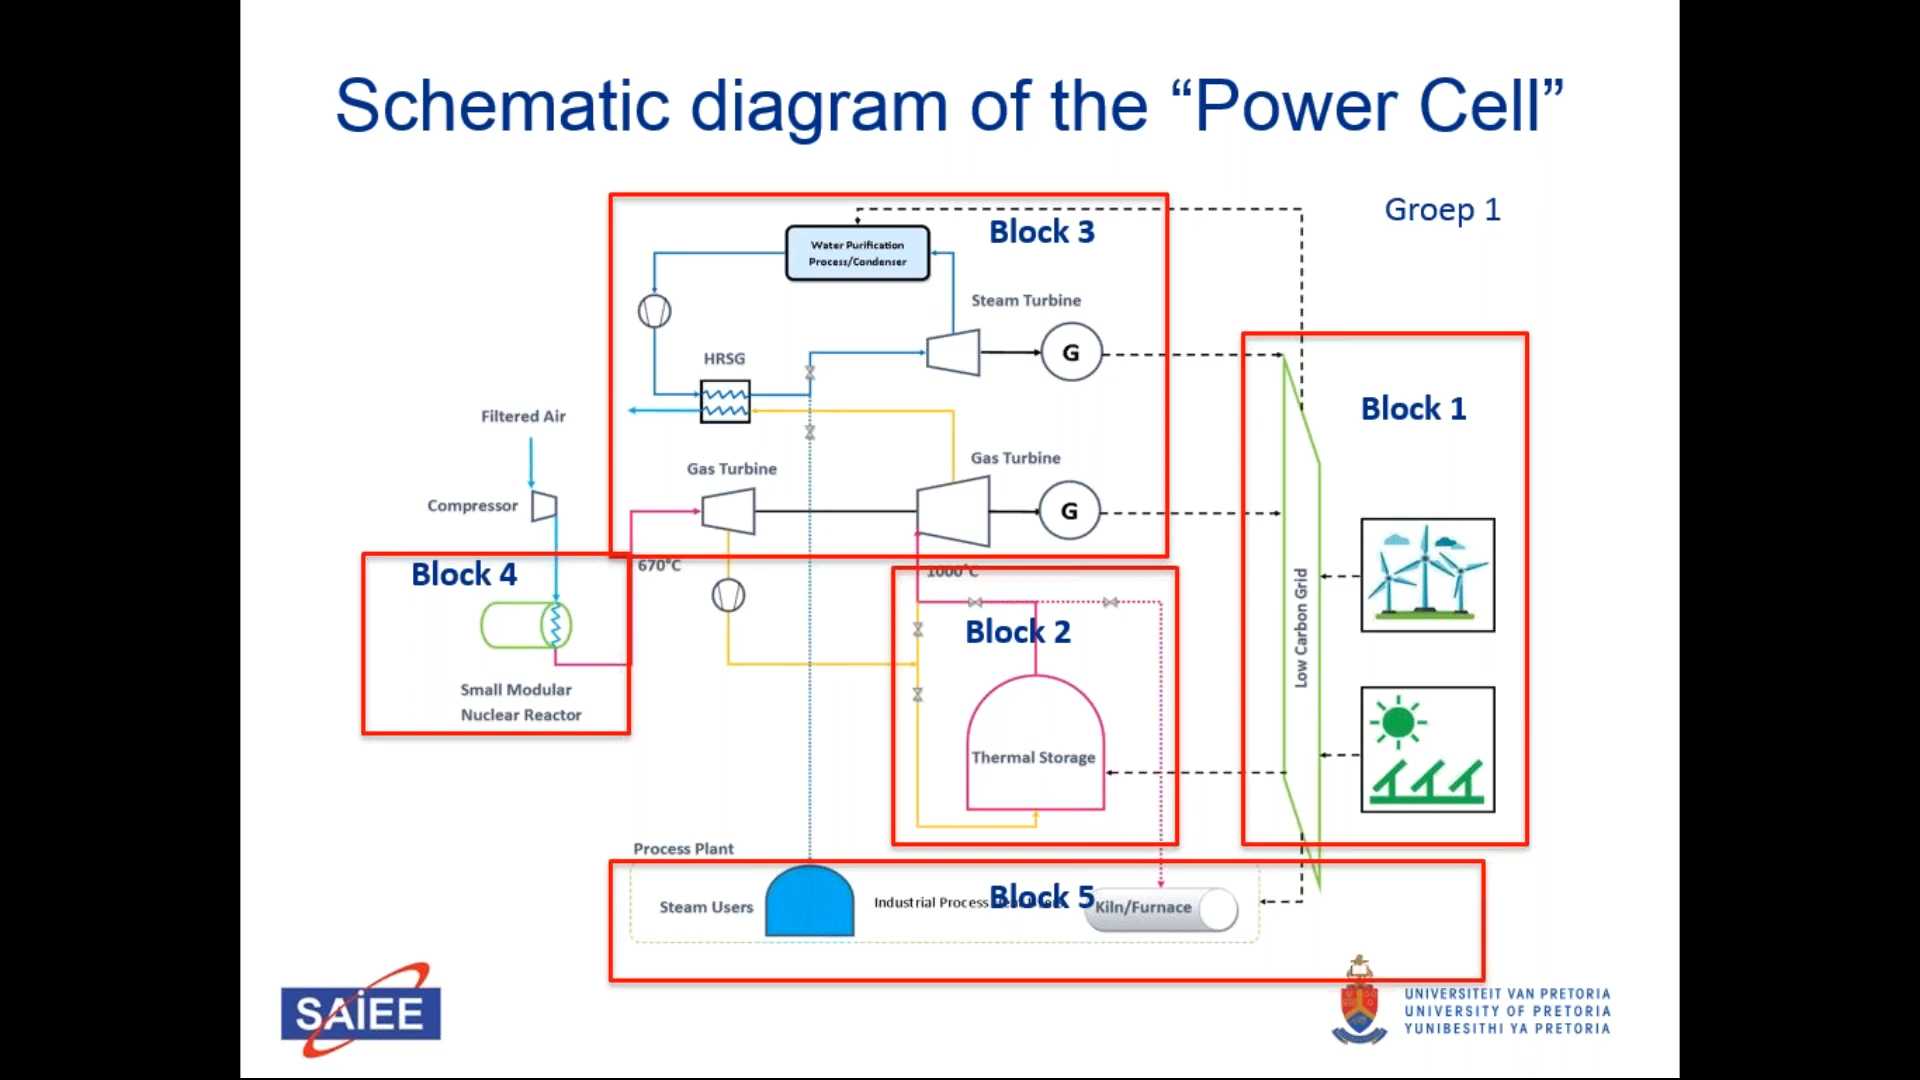 Schematic diagram of the “Power Cell”
Groep 1
Block 3
Water Purification
Process/Condenser
Steam Turbine
G
HRSG
Block 1
Filtered Air
Gas Turbine
Gas Turbine
Compressor
G
670°C
1000°C
Block 4
Block 2
Low Carbon Grid
Small Modular
Nuclear Reactor
Thermal Storage
Process Plant
Steam Users
Industrial Process
Block 5
Kiln/Furnace
SAIEE
UNIVERSITEIT VAN PRETORIA
UNIVERSITY OF PRETORIA
YUNIBESITHI YA PRETORIA